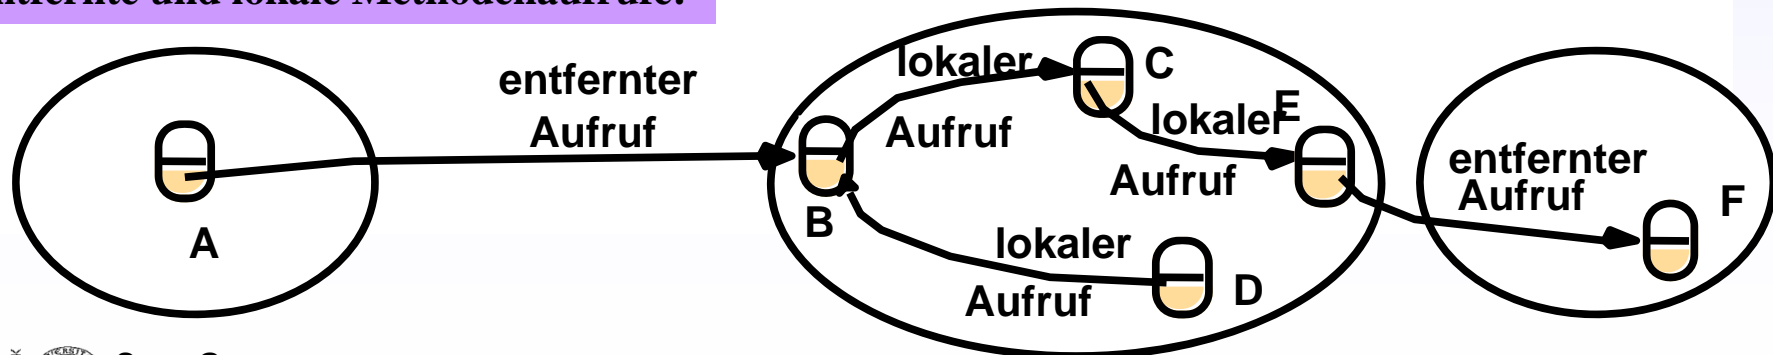 entfernte und lokale Methodenaufrufe:
entfernter
Aufruf
A
B
lokaler
Aufruf
C
lokaler
Aufruf
E
lokaler
Aufruf
D
entfernter
Aufruf
F